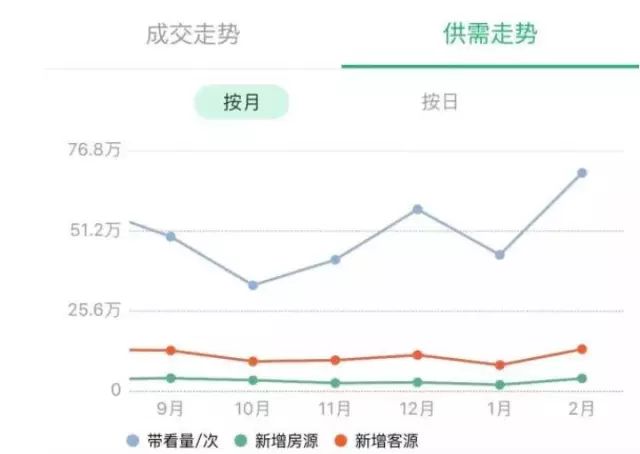 成交走势 供需走势
按月 按日
76.8万
51.2万
25.6万
0
9月 10月 11月 12月 1月 2月
带看量/次 新增房源 新增客源